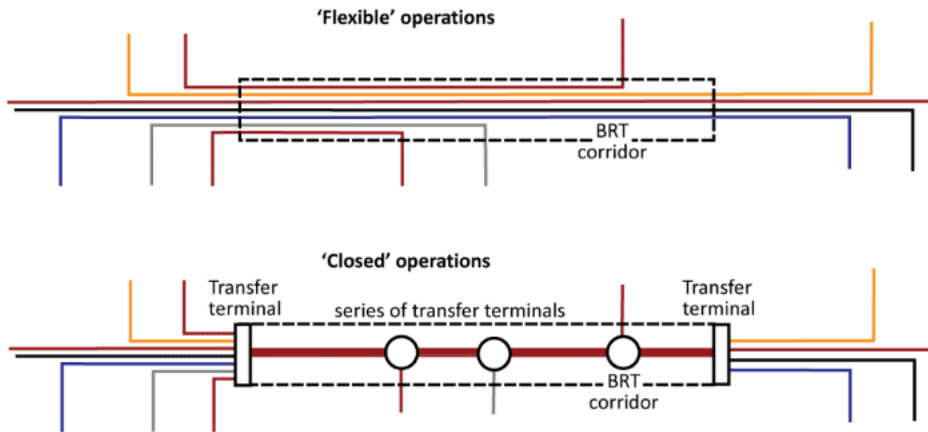 ‘Flexible’ operations
BRT
corridor
‘Closed’ operations
Transfer
terminal
series of transfer terminals
Transfer
terminal
BRT
corridor